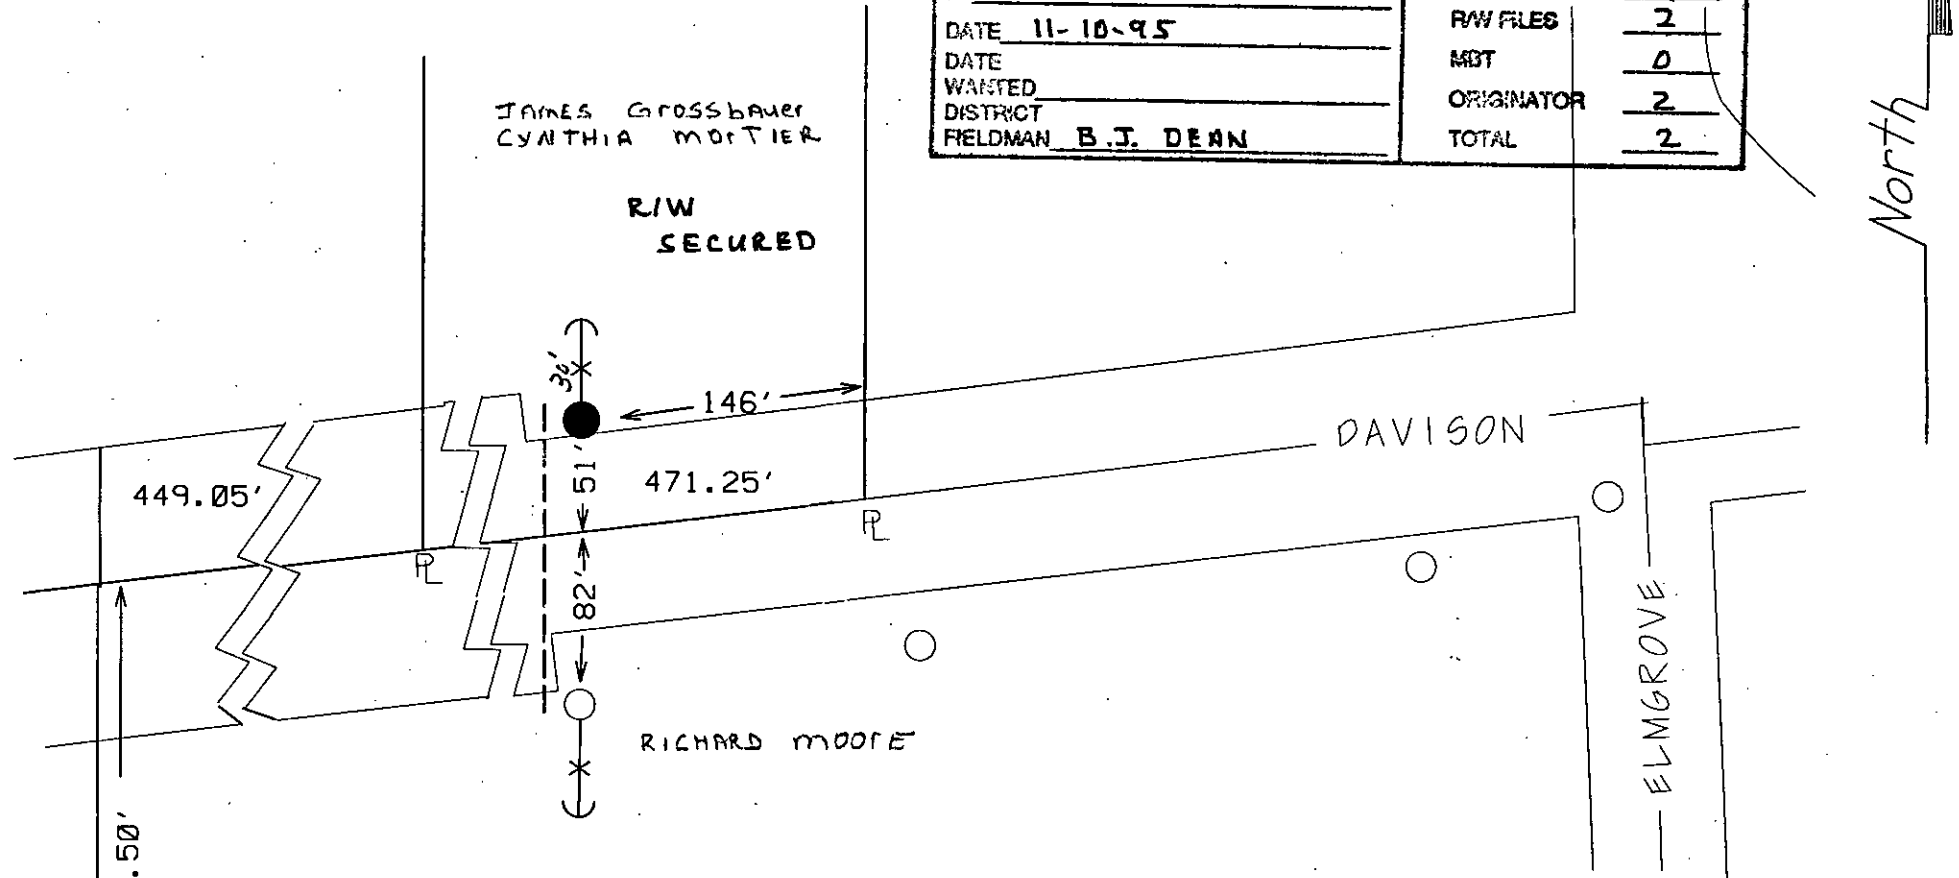 DATE 11-10-95
DATE
WANTED
DISTRICT
FIELDMAN B.J. DEAN
R/W FILES 2
MBT 0
ORIGINATOR 2
TOTAL 2
North
JAMES GrossbAuer
CYNTHIA morTIER
R/W
SECURED
30'
146'
DAVISON
51'
471.25'
449.05'
PL
PL
82'
ELMGROVE
RICHARD moorE
.50'